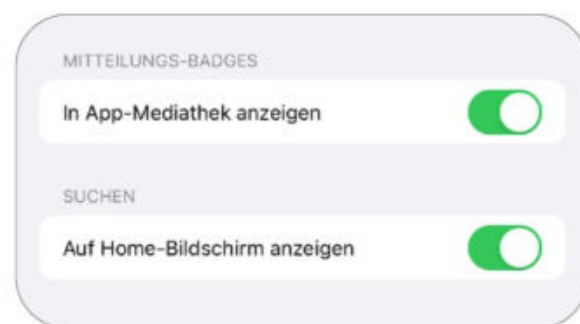 MITTEILUNGS-BADGES
In App-Mediathek anzeigen
SUCHEN
Auf Home-Bildschirm anzeigen